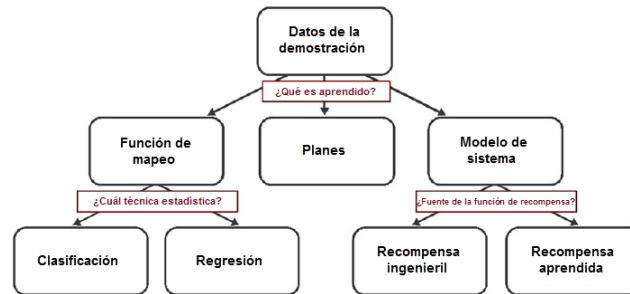 Datos de la
demostración
¿Qué es aprendido?
Función de
mapeo
Planes
Modelo de
sistema
¿Cuál técnica estadística?
¿Fuente de la función de recompensa?
Clasificación
Regresión
Recompensa
ingenieril
Recompensa
aprendida